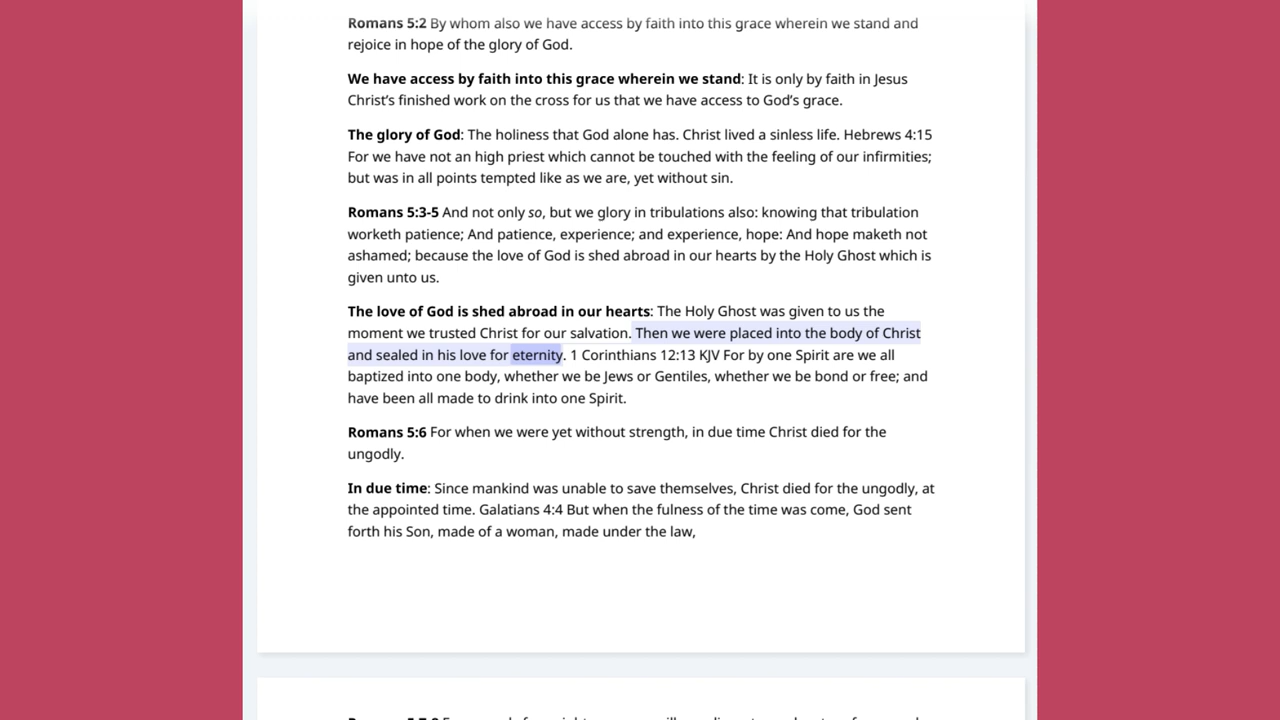 Romans 5:2 By whom also we have access by faith into this grace wherein we stand and
rejoice in hope of the glory of God.
We have access by faith into this grace wherein we stand: It is only by faith in Jesus
Christ's finished work on the cross for us that we have access to God's grace.
The glory of God: The holiness that God alone has. Christ lived a sinless life. Hebrews 4:15
For we have not an high priest which cannot be touched with the feeling of our infirmities;
but was in all points tempted like as we are, yet without sin.
Romans 5:3-5 And not only so, but we glory in tribulations also: knowing that tribulation
worketh patience; And patience, experience; and experience, hope: And hope maketh not
ashamed; because the love of God is shed abroad in our hearts by the Holy Ghost which is
given unto us.
The love of God is shed abroad in our hearts: The Holy Ghost was given to us the
moment we trusted Christ for our salvation. Then we were placed into the body of Christ
and sealed in his love for eternity. 1 Corinthians 12:13 KJV For by one Spirit are we all
baptized into one body, whether we be Jews or Gentiles, whether we be bond or free; and
have been all made to drink into one Spirit.
Romans 5:6 For when we were yet without strength, in due time Christ died for the
ungodly.
In due time: Since mankind was unable to save themselves, Christ died for the ungodly, at
the appointed time. Galatians 4:4 But when the fulness of the time was come, God sent
forth his Son, made of a woman, made under the law,